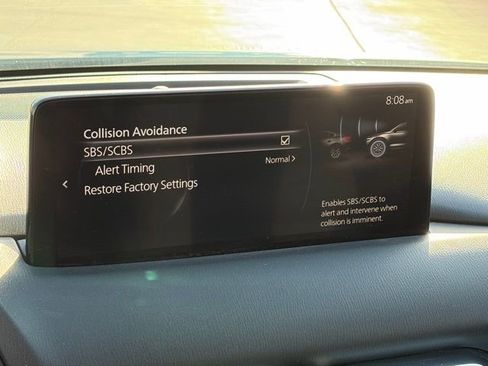 8:08am
Collision Avoidance
SBS/SCBS
Alert Timing
Normal >
Restore Factory Settings
Enables SBS/SCBS to
alert and intervene when
collision is imminent.